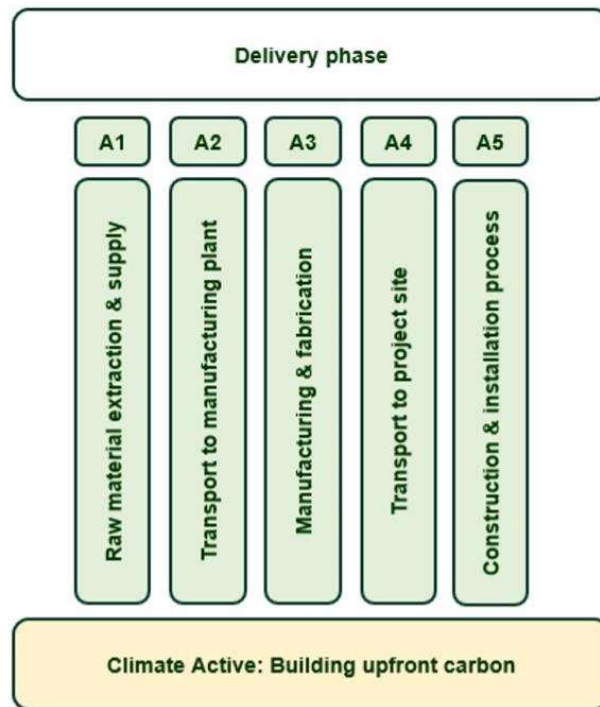 Delivery phase
A1
A2
A3
A4
A5
Raw material extraction & supply
Transport to manufacturing plant
Manufacturing & fabrication
Transport to project site
Construction & installation process
Climate Active: Building upfront carbon